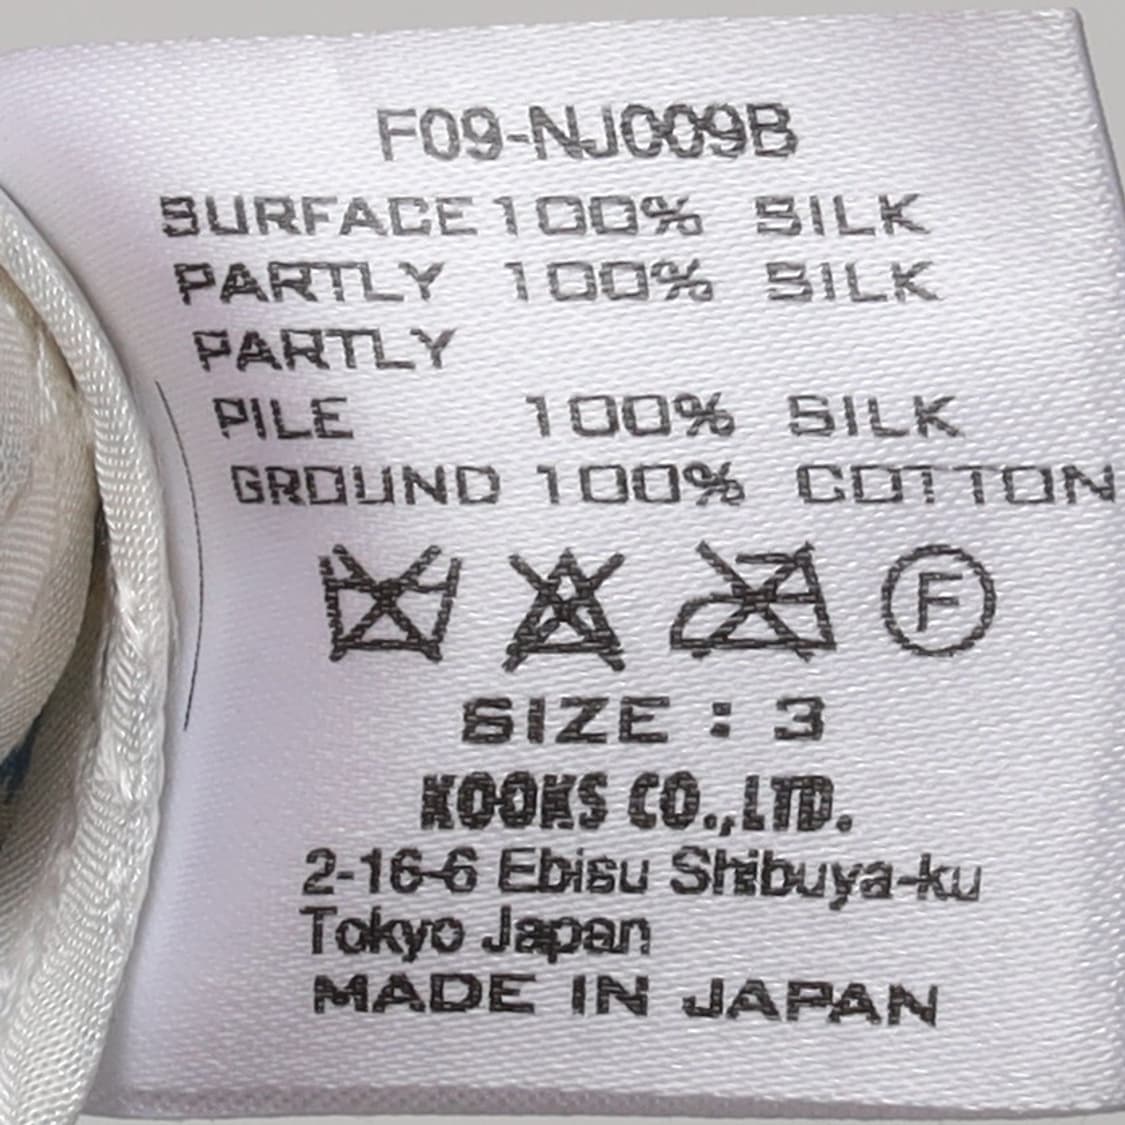 F09-NJ009B
SURFACE 100% SILK
PARTLY 100% SILK
PARTLY
PILE 100% SILK
GROUND 100% COTTON
F
SIZE : 3
KOOKS CO.,LTD.
2-16-6 Ebisu Shibuya-ku
Tokyo Japan
MADE IN JAPAN